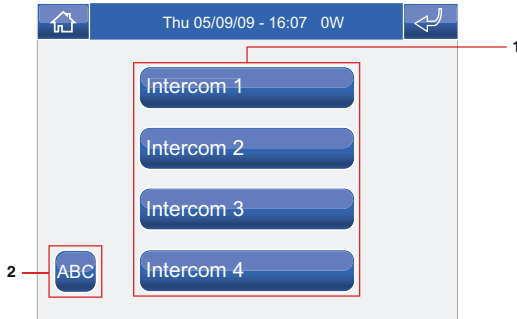 Thu 05/09/09 - 16:07 0W
1
Intercom 1
Intercom 2
Intercom 3
2 ABC Intercom 4